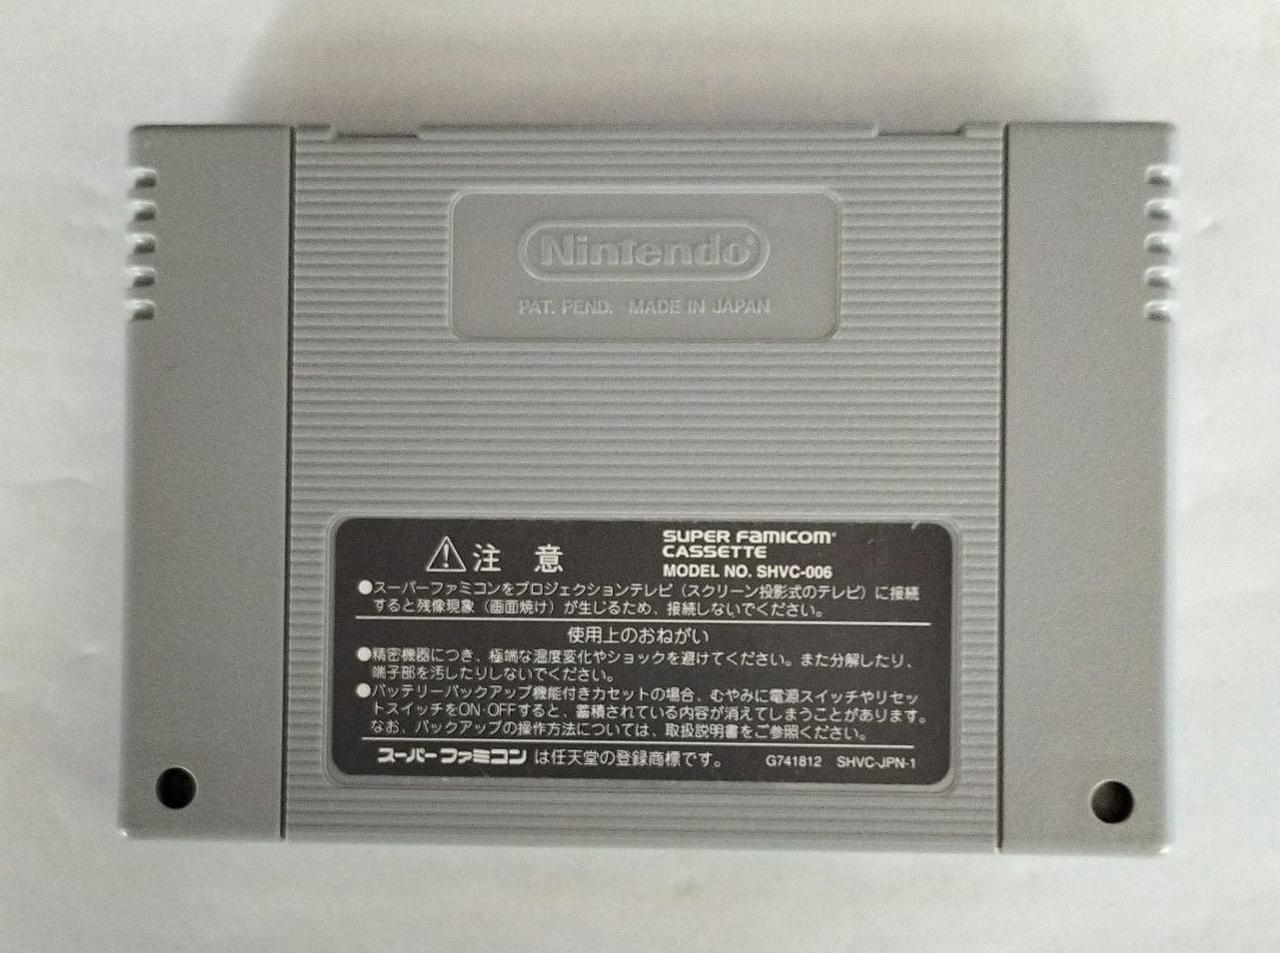 Nintendo®
PAT. PEND. MADE IN JAPAN
⚠注 意
SUPER FAMICOM®
CASSETTE
MODEL NO. SHVC-006
●スーパーファミコンをプロジェクションテレビ（スクリーン投影式のテレビ）に接続
すると残像現象（画面焼け）が生じるため、接続しないでください。
使用上のおねがい
●精密機器につき、極端な温度変化やショックを避けてください。また分解したり、
端子部を汚したりしないでください。
●バッテリーバックアップ機能付きカセットの場合、むやみに電源スイッチやリセッ
トスイッチをON·OFFすると、蓄積されている内容が消えてしまうことがあります。
なお、バックアップの操作方法については、取扱説明書をご参照ください。
スーパーファミコン は任天堂の登録商標です。 G741812 SHVC-JPN-1